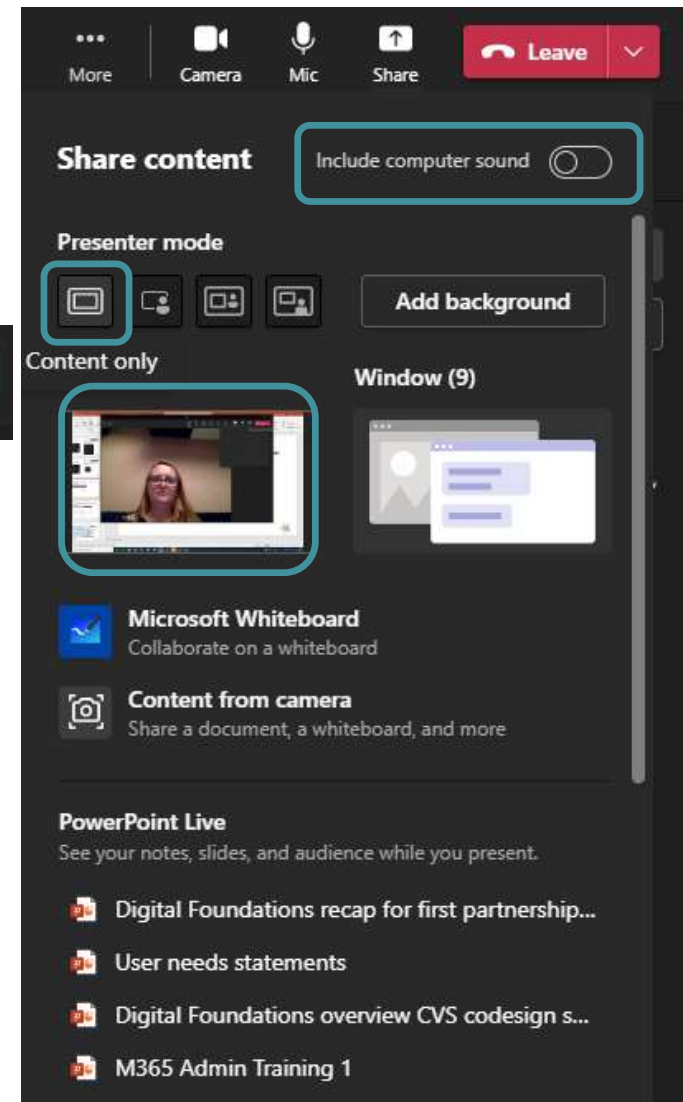 More
Camera
Mic
Share
Leave
Share content
Include computer sound
Presenter mode
Add background
Content only
Window (9)
Microsoft Whiteboard
Collaborate on a whiteboard
Content from camera
Share a document, a whiteboard, and more
PowerPoint Live
See your notes, slides, and audience while you present.
Digital Foundations recap for first partnership...
User needs statements
Digital Foundations overview CVS codesign s...
M365 Admin Training 1